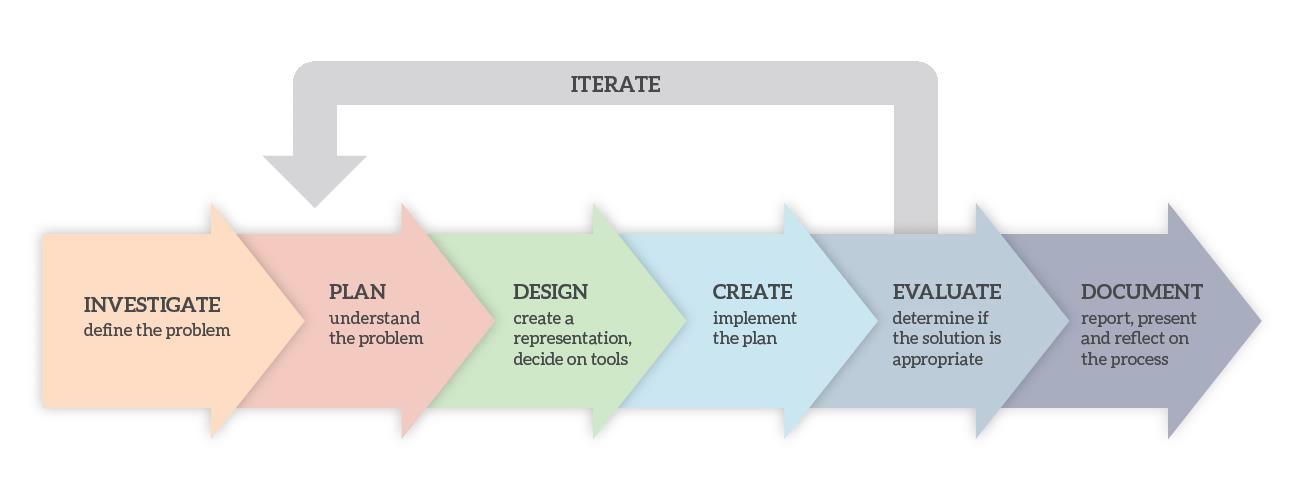 ITERATE
INVESTIGATE
define the problem
PLAN
understand
the problem
DESIGN
create a
representation,
decide on tools
CREATE
implement
the plan
EVALUATE
determine if
the solution is
appropriate
DOCUMENT
report, present
and reflect on
the process